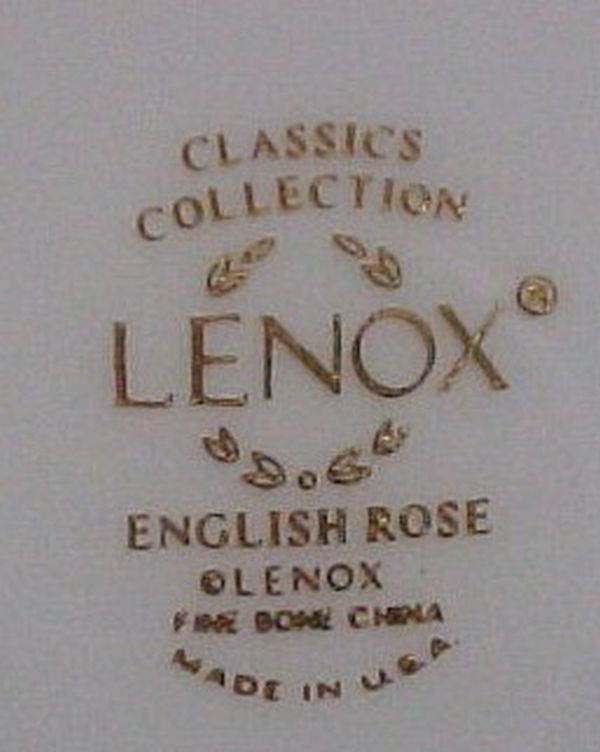 CLASSICS
COLLECTION
LENOX®
ENGLISH ROSE
©LENOX
FINE BONE CHINA
MADE IN U.S.A.